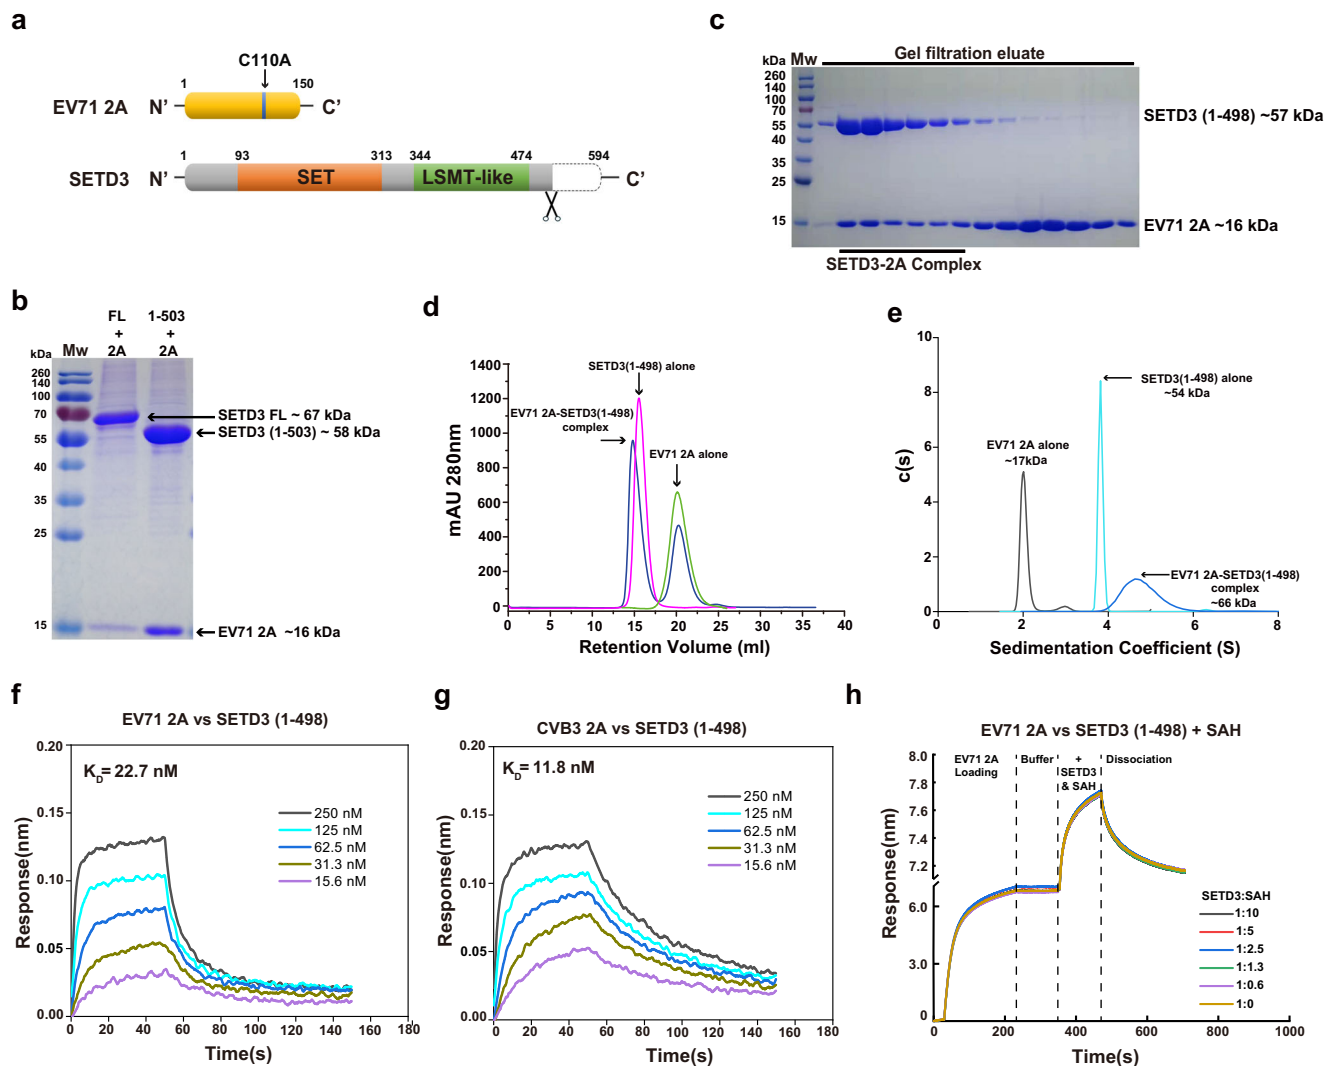 a
C110A
1 150
EV71 2A N’ C’
1 93 313 344 474 594
SETD3 N’ SET LSMT-like C’
b
FL 1-503
+ +
kDa Mw 2A 2A
260
140
100
70
55
40
35
25
15
SETD3 FL ~ 67 kDa
SETD3 (1-503) ~ 58 kDa
EV71 2A ~16 kDa
c
Gel filtration eluate
kDa Mw
260
140
100
70
55
40
35
25
15
SETD3 (1-498) ~57 kDa
EV71 2A ~16 kDa
SETD3-2A Complex
d
mAU 280nm
1400
1200
1000
800
600
400
200
0
SETD3(1-498) alone
EV71 2A-SETD3(1-498)
complex
EV71 2A alone
0 5 10 15 20 25 30 35 40
Retention Volume (ml)
e
c(s)
10
8
6
4
2
0
SETD3(1-498) alone
~54 kDa
EV71 2A alone
~17kDa
EV71 2A-SETD3(1-498)
complex
~66 kDa
0 2 4 6 8
Sedimentation Coefficient (S)
f
EV71 2A vs SETD3 (1-498)
Response(nm)
0.20
0.15
0.10
0.05
0.00
KD= 22.7 nM
250 nM
125 nM
62.5 nM
31.3 nM
15.6 nM
0 20 40 60 80 100 120 140 160 180
Time(s)
g
CVB3 2A vs SETD3 (1-498)
Response(nm)
0.20
0.15
0.10
0.05
0.00
KD= 11.8 nM
250 nM
125 nM
62.5 nM
31.3 nM
15.6 nM
0 20 40 60 80 100 120 140 160 180
Time(s)
h
EV71 2A vs SETD3 (1-498) + SAH
Response(nm)
8.0
7.8
7.6
7.2
6.0
3.0
0
EV71 2A
Loading
Buffer
+
SETD3
& SAH
Dissociation
SETD3:SAH
1:10
1:5
1:2.5
1:1.3
1:0.6
1:0
0 200 400 600 800 1000
Time(s)